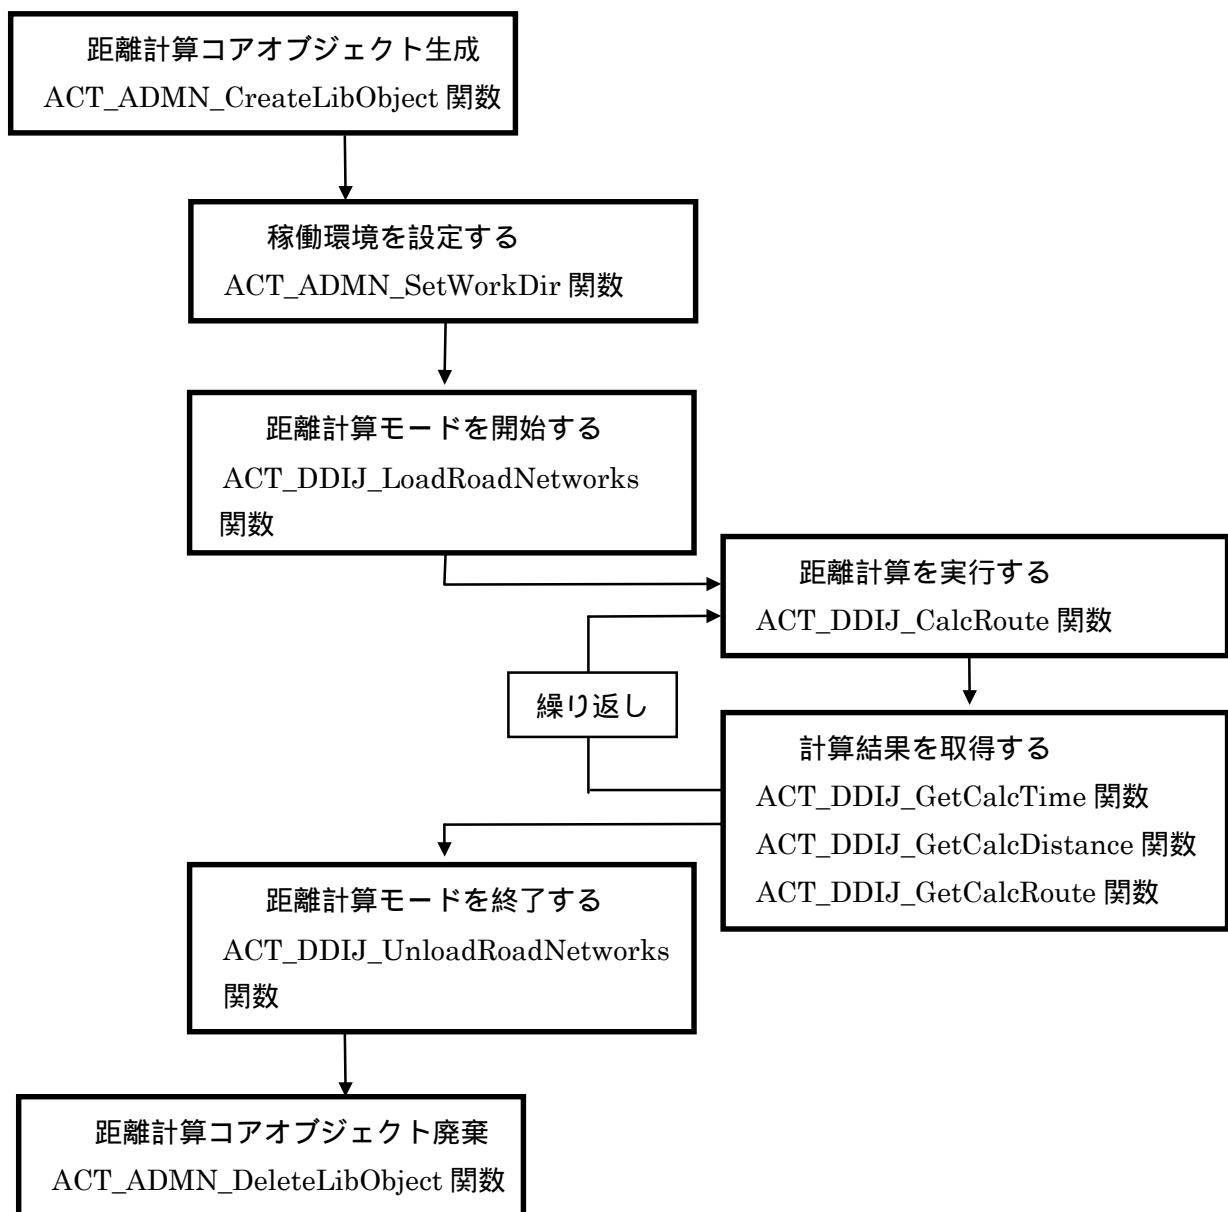 距離計算コアオブジェクト生成
ACT_ADMN_CreateLibObject 関数
稼働環境を設定する
ACT_ADMN_SetWorkDir 関数
距離計算モードを開始する
ACT_DDIJ_LoadRoadNetworks
関数
距離計算を実行する
ACT_DDIJ_CalcRoute 関数
繰り返し
計算結果を取得する
ACT_DDIJ_GetCalcTime 関数
ACT_DDIJ_GetCalcDistance 関数
ACT_DDIJ_GetCalcRoute 関数
距離計算モードを終了する
ACT_DDIJ_UnloadRoadNetworks
関数
距離計算コアオブジェクト廃棄
ACT_ADMN_DeleteLibObject 関数